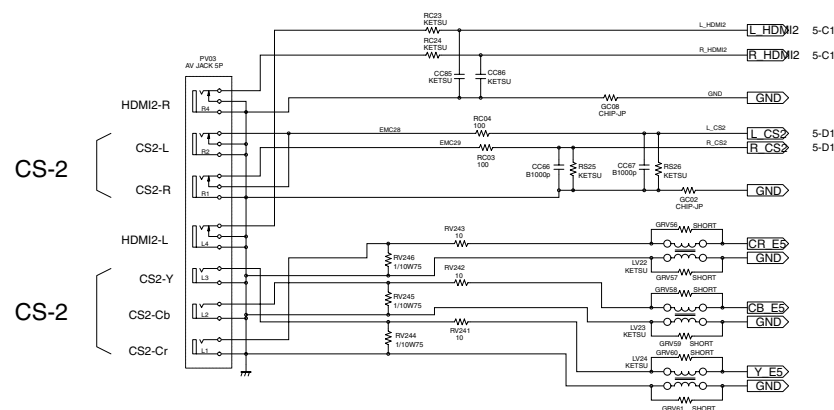 RC23
KETSU
L_HDMI2
L_HDMI2 5-C1
RC24
KETSU
R_HDMI2
R_HDMI2 5-C1
PV03
AV JACK 5P
CC85
KETSU
CC86
KETSU
HDMI2-R
R4
GND
GND
GC08
CHIP-JP
RC04
100
EMC28
L_CS2
L_CS2 5-D1
CS2-L
R2
EMC29
R_CS2
R_CS2 5-D1
RC03
100
CS-2
CC66
B1000p
RS25
KETSU
CC67
B1000p
RS26
KETSU
CS2-R
R1
GND
GC02
CHIP-JP
HDMI2-L
L4
RV243
10
GRV56 SHORT
CR_E5
RV246
1/10W75
GND
LV22
KETSU
GRV57 SHORT
CS2-Y
L3
RV242
10
GRV58 SHORT
CS-2
RV245
1/10W75
CB_E5
CS2-Cb
L2
GND
LV23
KETSU
GRV59 SHORT
RV244
1/10W75
RV241
10
CS2-Cr
L1
GRV60 SHORT
LV24
KETSU
Y_E5
GND
GRV61 SHORT